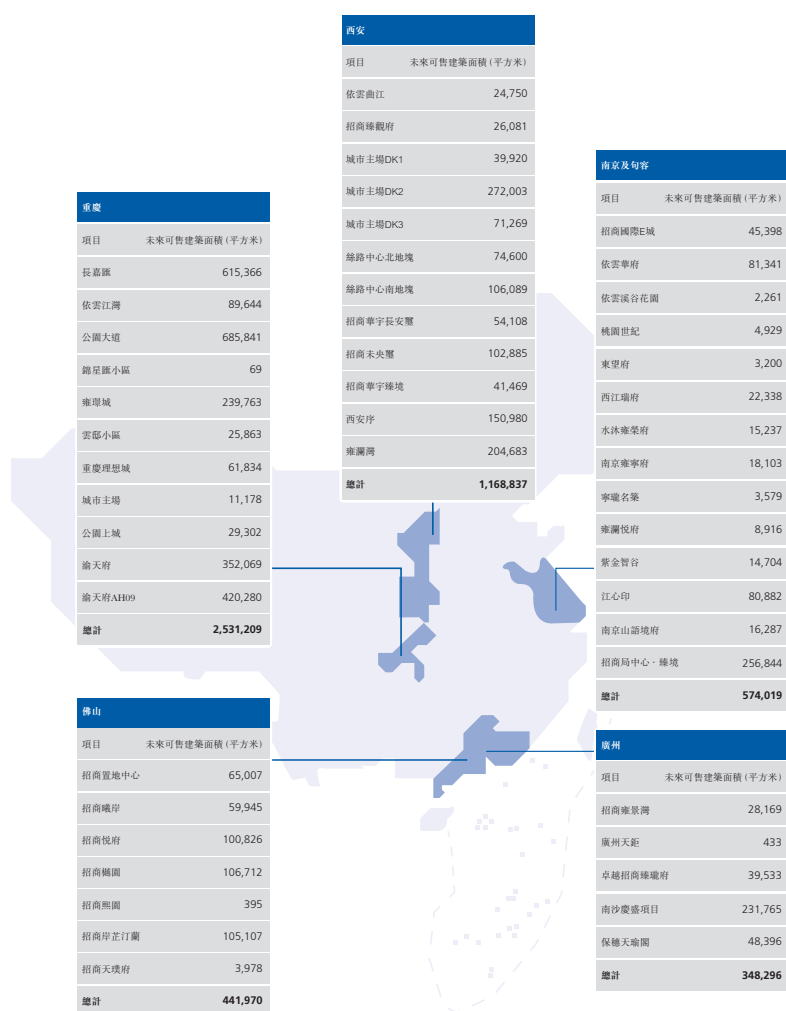 西安
項目 未來可售建築面積 (平方米)
依雲曲江 24,750
招商臻觀府 26,081
城市主場DK1 39,920
城市主場DK2 272,003
城市主場DK3 71,269
絲路中心北地塊 74,600
絲路中心南地塊 106,089
招商華宇長安璽 54,108
招商未央璽 102,885
招商華宇臻境 41,469
西安序 150,980
雍瀾灣 204,683
總計 1,168,837
重慶
項目 未來可售建築面積 (平方米)
長嘉匯 615,366
依雲江灣 89,644
公園大道 685,841
錦星匯小區 69
雍璟城 239,763
雲邸小區 25,863
重慶理想城 61,834
城市主場 11,178
公園上城 29,302
渝天府 352,069
渝天府AH09 420,280
總計 2,531,209
南京及句容
項目 未來可售建築面積 (平方米)
招商國際E城 45,398
依雲華府 81,341
依雲溪谷花園 2,261
桃園世紀 4,929
東望府 3,200
西江瑞府 22,338
水沐雍榮府 15,237
南京雍寧府 18,103
寧瓏名築 3,579
雍瀾悅府 8,916
紫金智谷 14,704
江心印 80,882
南京山語境府 16,287
招商局中心‧臻境 256,844
總計 574,019
佛山
項目 未來可售建築面積 (平方米)
招商置地中心 65,007
招商曦岸 59,945
招商悅府 100,826
招商樾園 106,712
招商熙園 395
招商岸芷汀蘭 105,107
招商天璞府 3,978
總計 441,970
廣州
項目 未來可售建築面積 (平方米)
招商雍景灣 28,169
廣州天鉅 433
卓越招商臻瓏府 39,533
南沙慶盛項目 231,765
保穗天瑜閣 48,396
總計 348,296